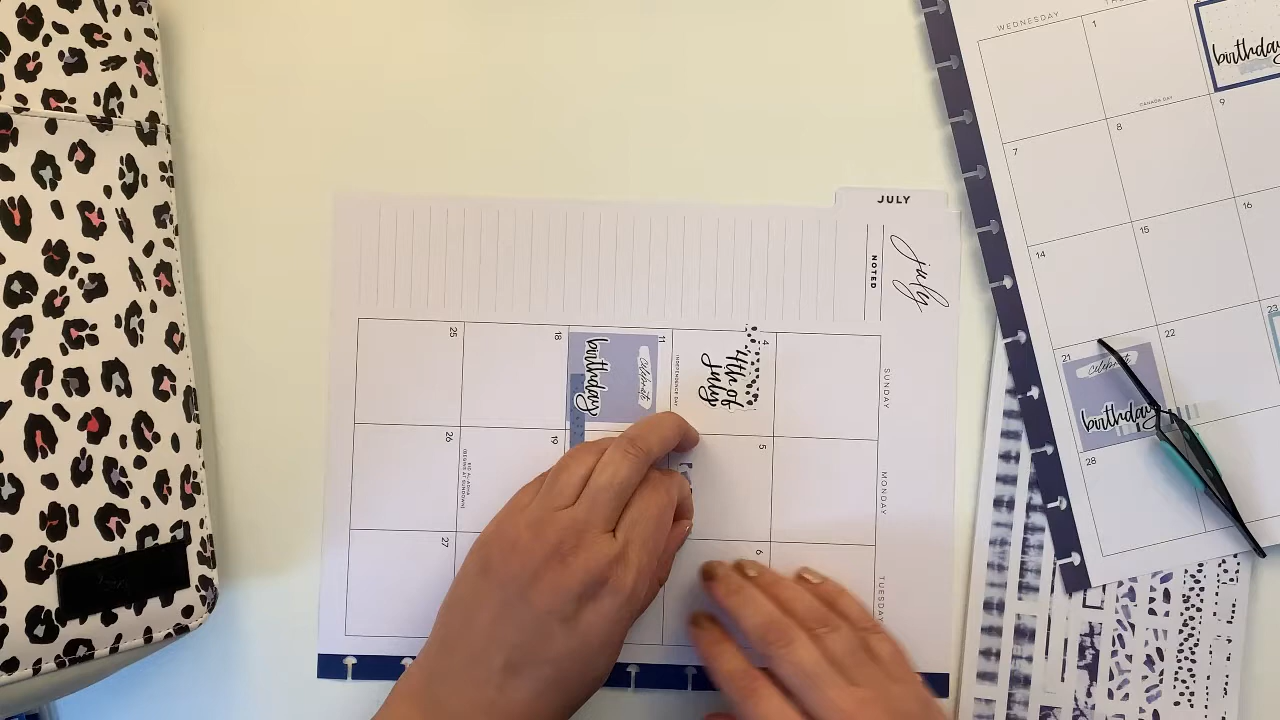 JULY
july
NOTED
SUNDAY
MONDAY
TUESDAY
4
4th of
july
INDEPENDENCE DAY
11
celebrate
birthday
18
25
5
19
26
6
27
WEDNESDAY
1
CANADA DAY
birthday
7
8
9
14
15
16
21
celebrate
birthday
22
23
28